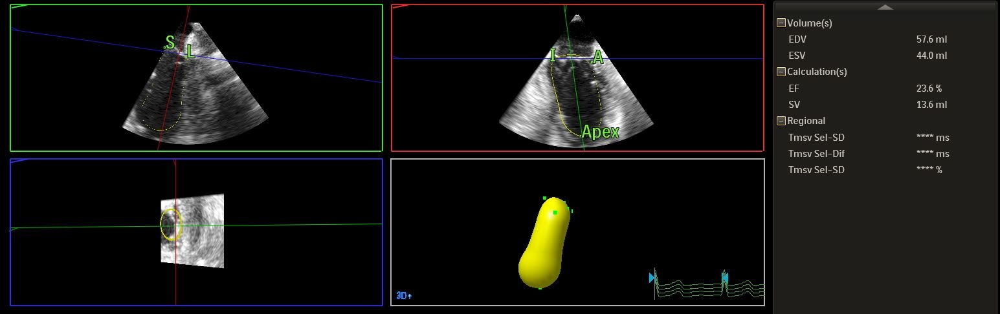 S
L
I
A
Apex
3D
Volume(s)
EDV 57.6 ml
ESV 44.0 ml
Calculation(s)
EF 23.6 %
SV 13.6 ml
Regional
Tmsv Sel-SD **** ms
Tmsv Sel-Dif **** ms
Tmsv Sel-SD **** %